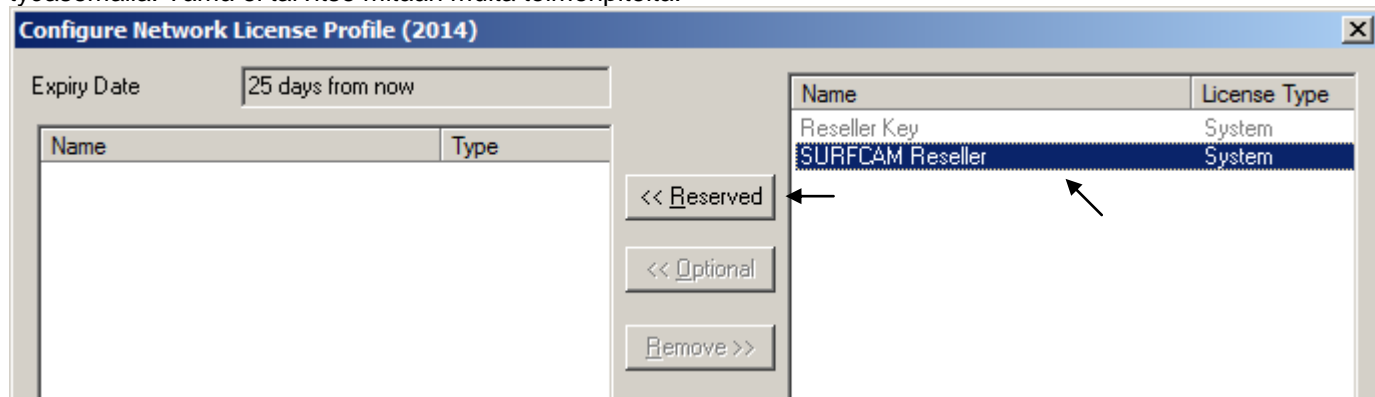 Configure Network License Profile (2014)
Expiry Date 25 days from now
Name Type
<< Reserved
<< Optional
Remove >>
Name License Type
Reseller Key System
SURFCAM Reseller System